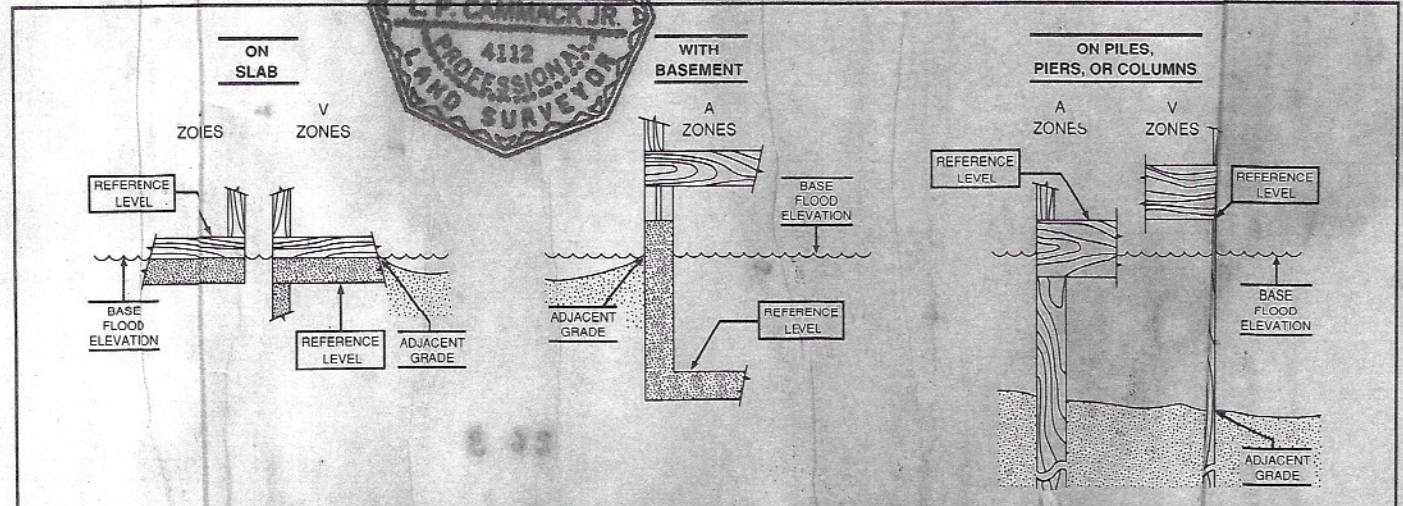 L. P. CAMMACK JR.
4112
PROFESSIONAL
LAND SURVEYOR
ON
SLAB
ZOIES
V
ZONES
REFERENCE
LEVEL
BASE
FLOOD
ELEVATION
REFERENCE
LEVEL
ADJACENT
GRADE
WITH
BASEMENT
A
ZONES
BASE
FLOOD
ELEVATION
ADJACENT
GRADE
REFERENCE
LEVEL
ON PILES,
PIERS, OR COLUMNS
A
ZONES
V
ZONES
REFERENCE
LEVEL
REFERENCE
LEVEL
BASE
FLOOD
ELEVATION
ADJACENT
GRADE